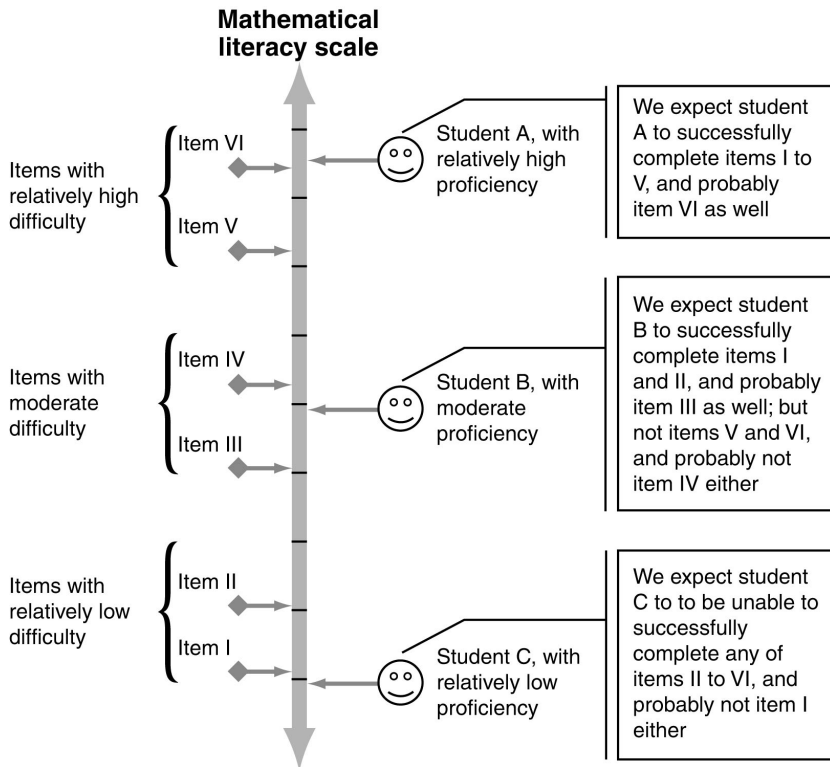 Mathematical
literacy scale
Items with
relatively high
difficulty
Item VI
Item V
Student A, with
relatively high
proficiency
We expect student
A to successfully
complete items I to
V, and probably
item VI as well
Items with
moderate
difficulty
Item IV
Item III
Student B, with
moderate
proficiency
We expect student
B to successfully
complete items I
and II, and probably
item III as well; but
not items V and VI,
and probably not
item IV either
Items with
relatively low
difficulty
Item II
Item I
Student C, with
relatively low
proficiency
We expect student
C to to be unable to
successfully
complete any of
items II to VI, and
probably not item I
either